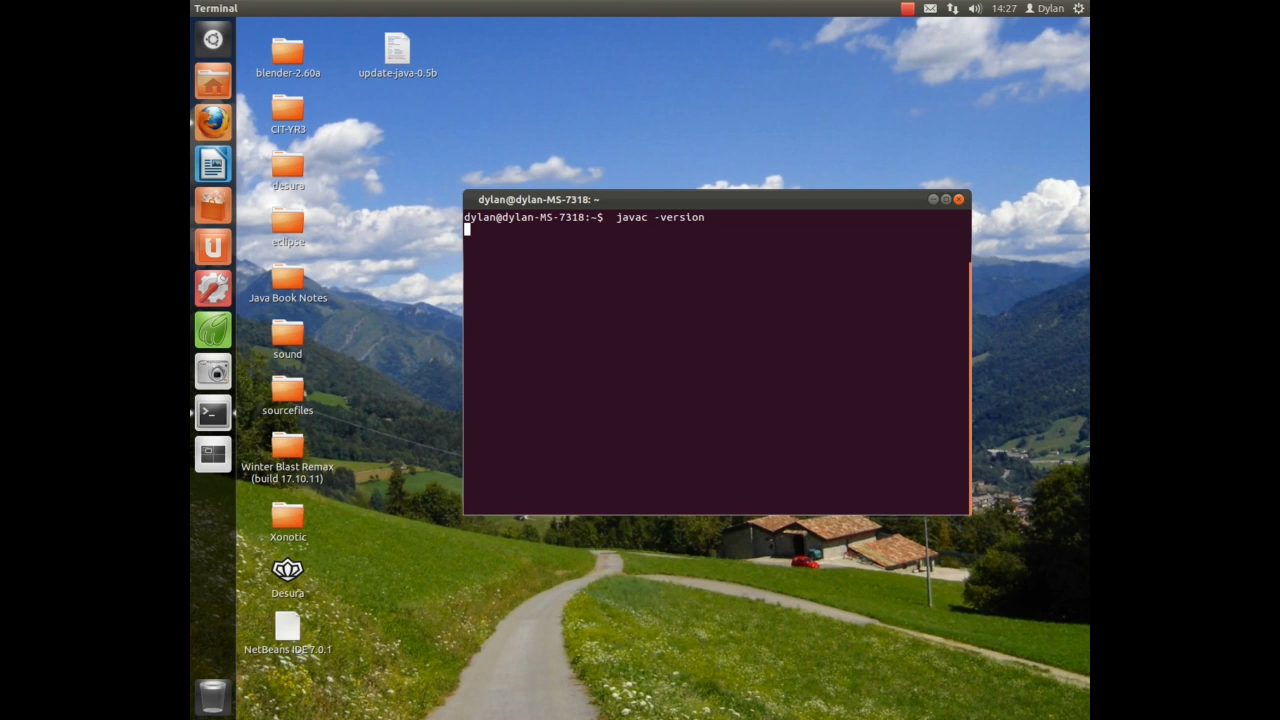 Terminal
14:27
Dylan
blender-2.60a
update-java-0.5b
CIT-YR3
desura
eclipse
Java Book Notes
sound
sourcefiles
Winter Blast Remax
(build 17.10.11)
Xonotic
Desura
NetBeans IDE 7.0.1
dylan@dylan-MS-7318: ~
dylan@dylan-MS-7318:~$  javac -version